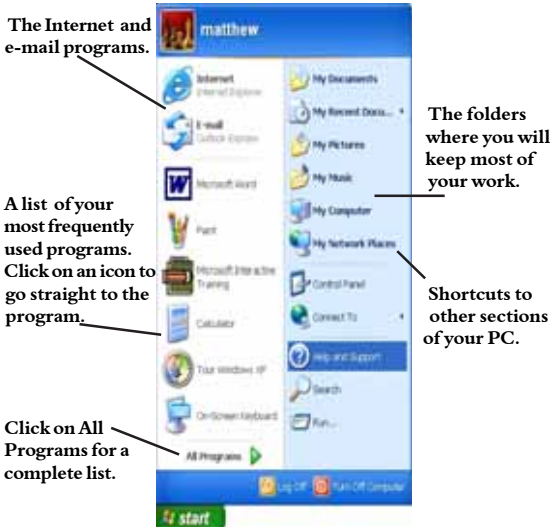 The Internet and
e-mail programs.
A list of your
most frequently
used programs.
Click on an icon to
go straight to the
program.
Click on All
Programs for a
complete list.
matthew
Internet
Internet Explorer
E-mail
Outlook Express
Microsoft Word
Paint
Microsoft Interactive
Training
Calculator
Tour Windows XP
On-Screen Keyboard
All Programs
My Documents
My Recent Docu...
My Pictures
My Music
My Computer
My Network Places
Control Panel
Connect To
Help and Support
Search
Run...
Log Off
Turn Off Computer
start
The folders
where you will
keep most of
your work.
Shortcuts to
other sections
of your PC.